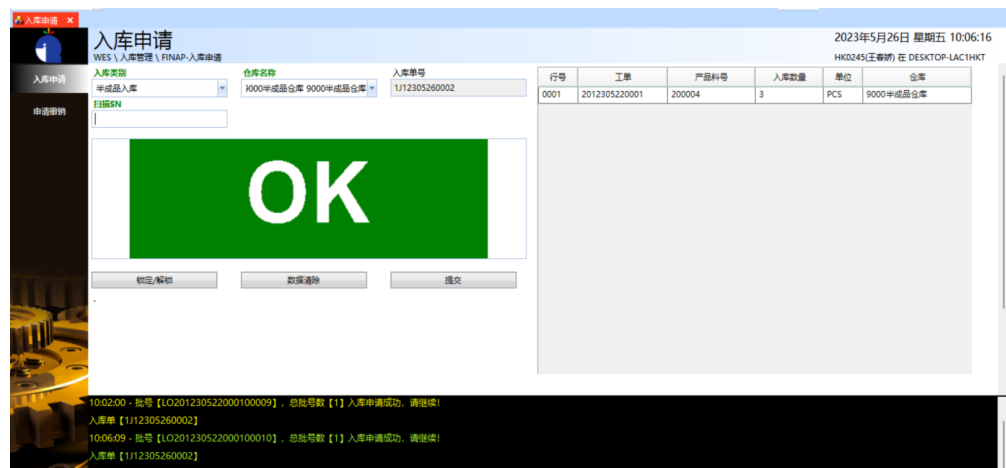 入库申请 ×
入库申请
WES \ 入库管理 \ FINAP-入库申请
2023年5月26日 星期五 10:06:16
HK0245(王春娇) 在 DESKTOP-LAC1HKT
入库申请
申请撤销
入库类别 仓库名称 入库单号
半成品入库 9000半成品仓库 9000半成品仓库 1J12305260002
扫描SN
OK
锁定/解锁 数据清除 提交
行号 工单 产品料号 入库数量 单位 仓库
0001 2012305220001 200004 3 PCS 9000半成品仓库
10:02:00 - 批号【LO201230522000100009】, 总批号数【1】入库申请成功, 请继续!
入库单【1J12305260002】
10:06:09 - 批号【LO201230522000100010】, 总批号数【1】入库申请成功, 请继续!
入库单【1J12305260002】